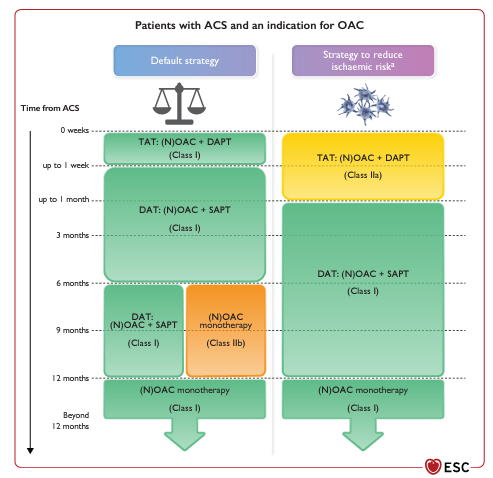 Patients with ACS and an indication for OAC
Default strategy
Strategy to reduce
ischaemic riskª
Time from ACS
0 weeks
TAT: (N)OAC + DAPT
(Class I)
TAT: (N)OAC + DAPT
(Class IIa)
up to 1 week
up to 1 month
DAT: (N)OAC + SAPT
(Class I)
3 months
DAT: (N)OAC + SAPT
(Class I)
6 months
DAT:
(N)OAC + SAPT
(Class I)
(N)OAC
monotherapy
(Class IIb)
9 months
12 months
(N)OAC monotherapy
(Class I)
(N)OAC monotherapy
(Class I)
Beyond
12 months
ESC